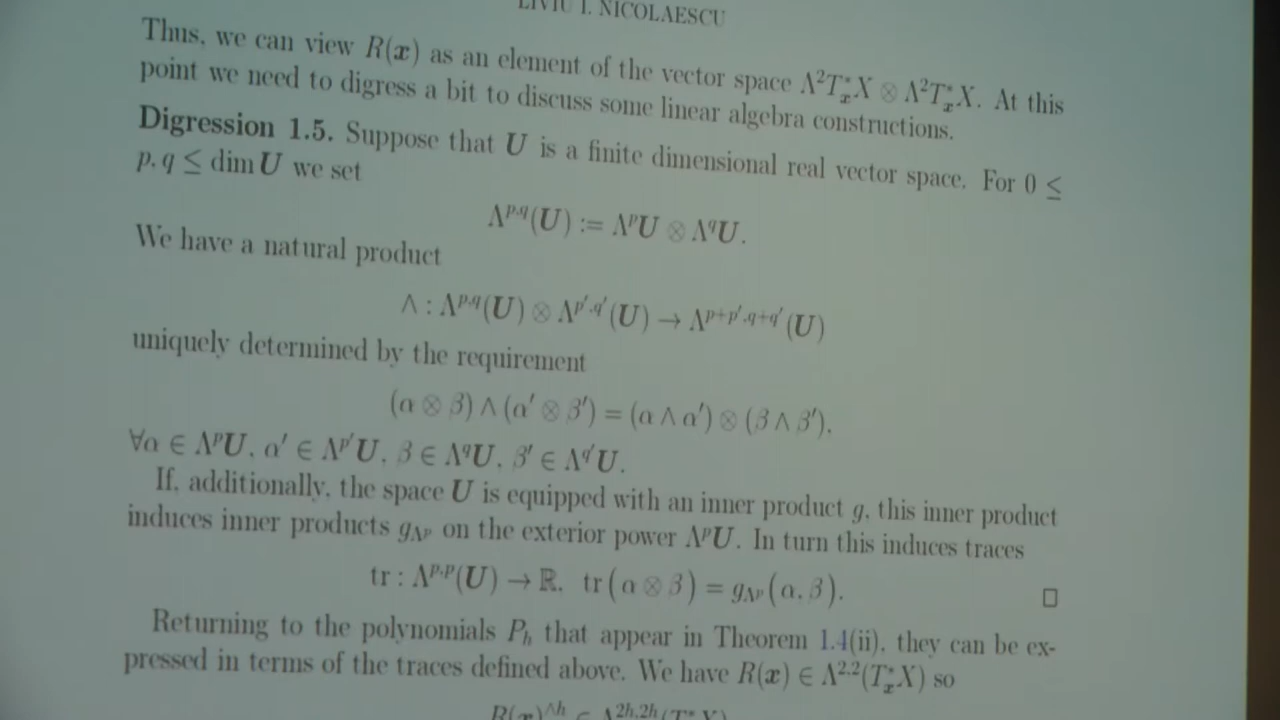 LIVIU I. NICOLAESCU
Thus, we can view R(x) as an element of the vector space Λ²T*ₓX ⊗ Λ²T*ₓX. At this
point we need to digress a bit to discuss some linear algebra constructions.
Digression 1.5. Suppose that U is a finite dimensional real vector space. For 0 ≤
p, q ≤ dim U we set
Λ^{p,q}(U) := Λ^pU ⊗ Λ^qU.
We have a natural product
∧ : Λ^{p,q}(U) ⊗ Λ^{p′,q′}(U) → Λ^{p+p′,q+q′}(U)
uniquely determined by the requirement
(α ⊗ β) ∧ (α′ ⊗ β′) = (α ∧ α′) ⊗ (β ∧ β′),
∀α ∈ Λ^pU, α′ ∈ Λ^{p′}U, β ∈ Λ^qU, β′ ∈ Λ^{q′}U.
If, additionally, the space U is equipped with an inner product g, this inner product
induces inner products g_{Λ^p} on the exterior power Λ^pU. In turn this induces traces
tr : Λ^{p,p}(U) → ℝ, tr(α ⊗ β) = g_{Λ^p}(α, β). □
Returning to the polynomials P_h that appear in Theorem 1.4(ii), they can be ex-
pressed in terms of the traces defined above. We have R(x) ∈ Λ^{2,2}(T*ₓX) so
R(x)^{∧h} ∈ Λ^{2h,2h}(T*ₓX)